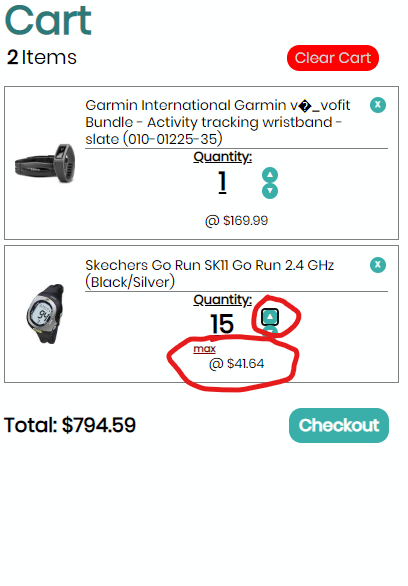 Cart
2 Items
Clear Cart
Garmin International Garmin v�_vofit
Bundle - Activity tracking wristband -
slate (010-01225-35)
x
Quantity:
1
@ $169.99
Skechers Go Run SK11 Go Run 2.4 GHz
(Black/Silver)
x
Quantity:
15
max
@ $41.64
Total: $794.59
Checkout